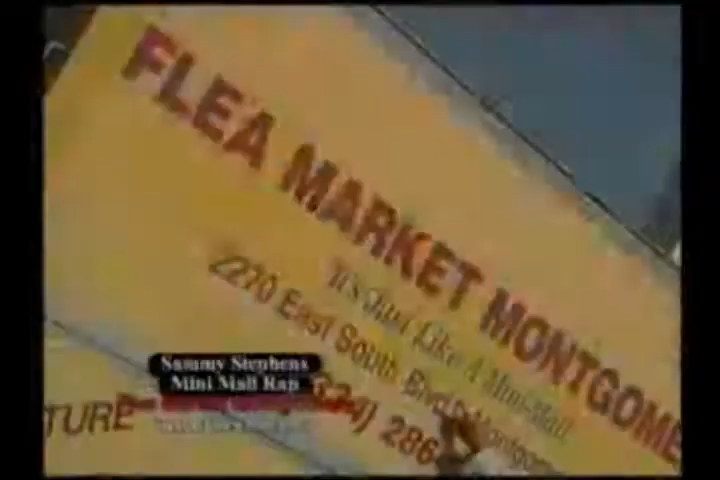 FLEA MARKET MONTGOME
It's Just Like A Mini-Mall
2270 East South Blvd. Montgome
TURE
334) 286
Sammy Stephens
Mini Mall Rap